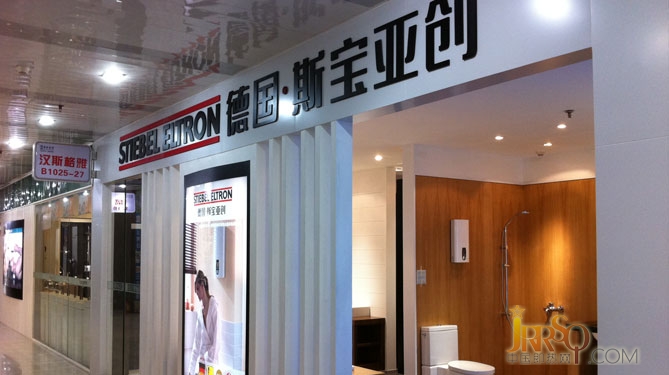 STIEBEL ELTRON 德国·斯宝亚创
汉斯格雅
B1025-27
STIEBEL ELTRON
德国·斯宝亚创
JRRSQ
.COM